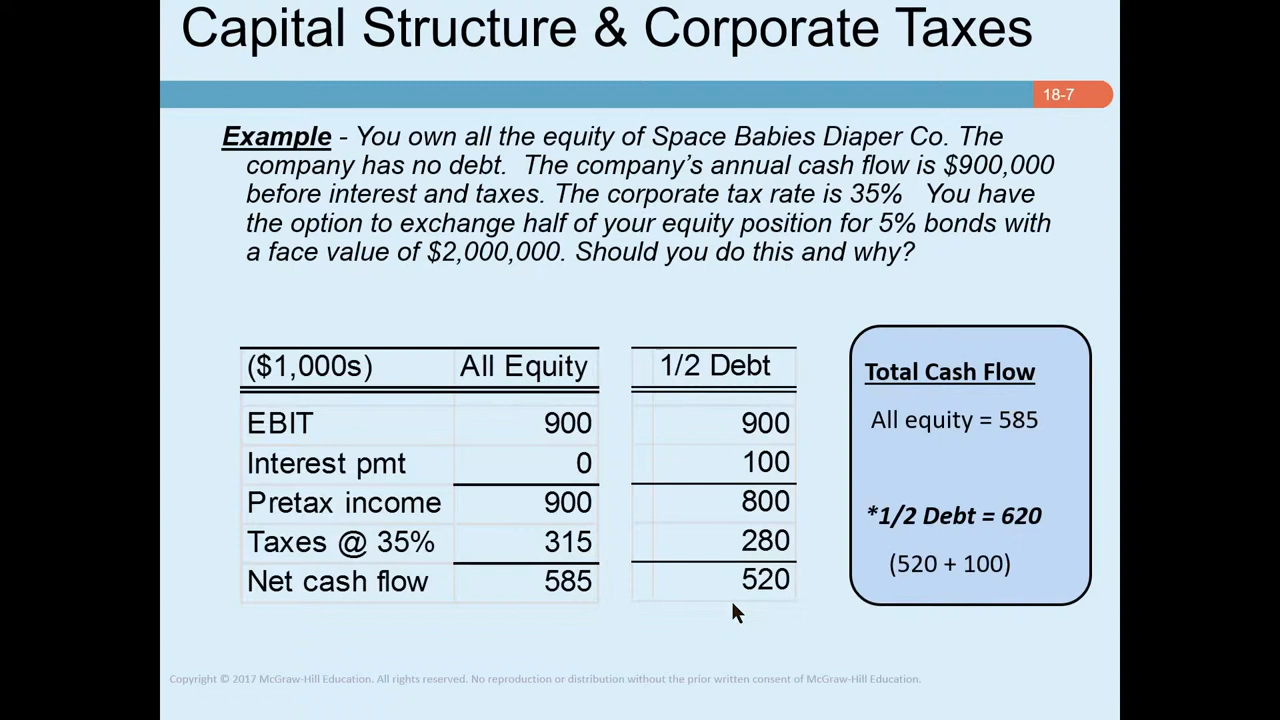 Capital Structure & Corporate Taxes
18-7
Example - You own all the equity of Space Babies Diaper Co. The
company has no debt. The company's annual cash flow is $900,000
before interest and taxes. The corporate tax rate is 35% You have
the option to exchange half of your equity position for 5% bonds with
a face value of $2,000,000. Should you do this and why?
($1,000s) All Equity 1/2 Debt
EBIT 900 900
Interest pmt 0 100
Pretax income 900 800
Taxes @ 35% 315 280
Net cash flow 585 520
Total Cash Flow
All equity = 585
*1/2 Debt = 620
(520 + 100)
Copyright © 2017 McGraw-Hill Education. All rights reserved. No reproduction or distribution without the prior written consent of McGraw-Hill Education.